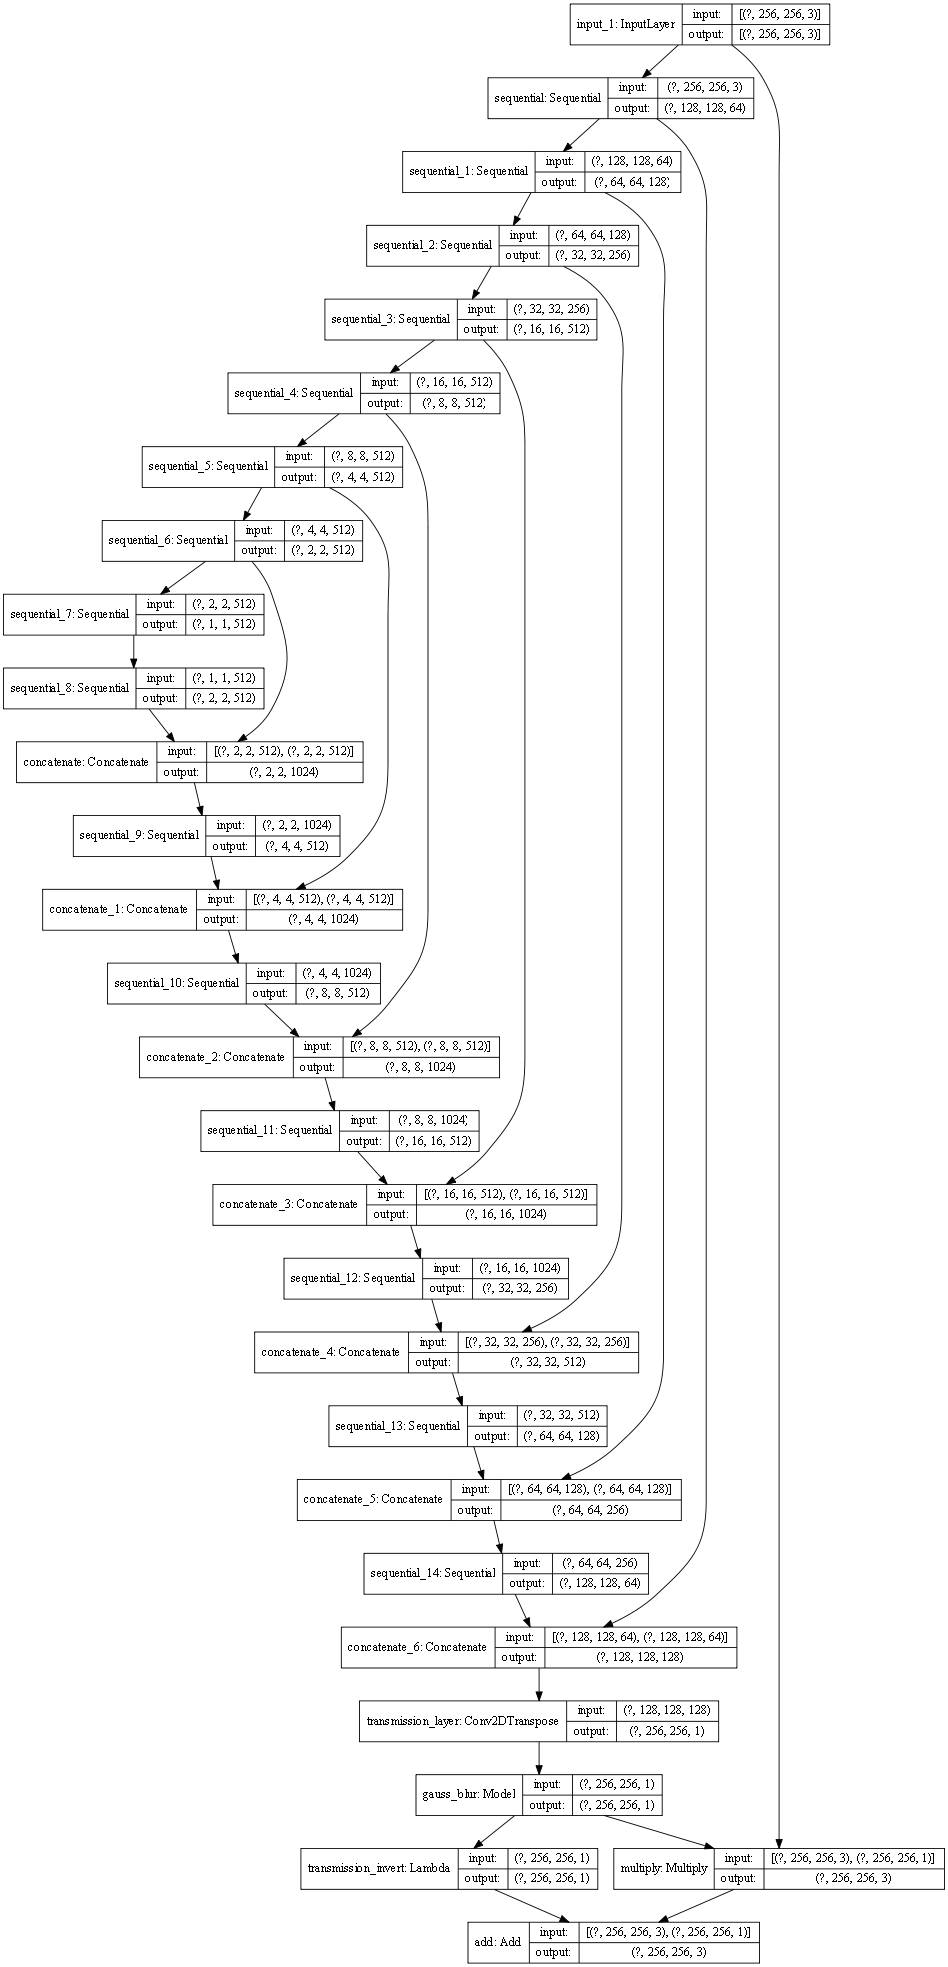 input_1: InputLayer
input: [(?, 256, 256, 3)]
output: [(?, 256, 256, 3)]
sequential: Sequential
input: (?, 256, 256, 3)
output: (?, 128, 128, 64)
sequential_1: Sequential
input: (?, 128, 128, 64)
output: (?, 64, 64, 128)
sequential_2: Sequential
input: (?, 64, 64, 128)
output: (?, 32, 32, 256)
sequential_3: Sequential
input: (?, 32, 32, 256)
output: (?, 16, 16, 512)
sequential_4: Sequential
input: (?, 16, 16, 512)
output: (?, 8, 8, 512)
sequential_5: Sequential
input: (?, 8, 8, 512)
output: (?, 4, 4, 512)
sequential_6: Sequential
input: (?, 4, 4, 512)
output: (?, 2, 2, 512)
sequential_7: Sequential
input: (?, 2, 2, 512)
output: (?, 1, 1, 512)
sequential_8: Sequential
input: (?, 1, 1, 512)
output: (?, 2, 2, 512)
concatenate: Concatenate
input: [(?, 2, 2, 512), (?, 2, 2, 512)]
output: (?, 2, 2, 1024)
sequential_9: Sequential
input: (?, 2, 2, 1024)
output: (?, 4, 4, 512)
concatenate_1: Concatenate
input: [(?, 4, 4, 512), (?, 4, 4, 512)]
output: (?, 4, 4, 1024)
sequential_10: Sequential
input: (?, 4, 4, 1024)
output: (?, 8, 8, 512)
concatenate_2: Concatenate
input: [(?, 8, 8, 512), (?, 8, 8, 512)]
output: (?, 8, 8, 1024)
sequential_11: Sequential
input: (?, 8, 8, 1024)
output: (?, 16, 16, 512)
concatenate_3: Concatenate
input: [(?, 16, 16, 512), (?, 16, 16, 512)]
output: (?, 16, 16, 1024)
sequential_12: Sequential
input: (?, 16, 16, 1024)
output: (?, 32, 32, 256)
concatenate_4: Concatenate
input: [(?, 32, 32, 256), (?, 32, 32, 256)]
output: (?, 32, 32, 512)
sequential_13: Sequential
input: (?, 32, 32, 512)
output: (?, 64, 64, 128)
concatenate_5: Concatenate
input: [(?, 64, 64, 128), (?, 64, 64, 128)]
output: (?, 64, 64, 256)
sequential_14: Sequential
input: (?, 64, 64, 256)
output: (?, 128, 128, 64)
concatenate_6: Concatenate
input: [(?, 128, 128, 64), (?, 128, 128, 64)]
output: (?, 128, 128, 128)
transmission_layer: Conv2DTranspose
input: (?, 128, 128, 128)
output: (?, 256, 256, 1)
gauss_blur: Model
input: (?, 256, 256, 1)
output: (?, 256, 256, 1)
transmission_invert: Lambda
input: (?, 256, 256, 1)
output: (?, 256, 256, 1)
multiply: Multiply
input: [(?, 256, 256, 3), (?, 256, 256, 1)]
output: (?, 256, 256, 3)
add: Add
input: [(?, 256, 256, 3), (?, 256, 256, 1)]
output: (?, 256, 256, 3)